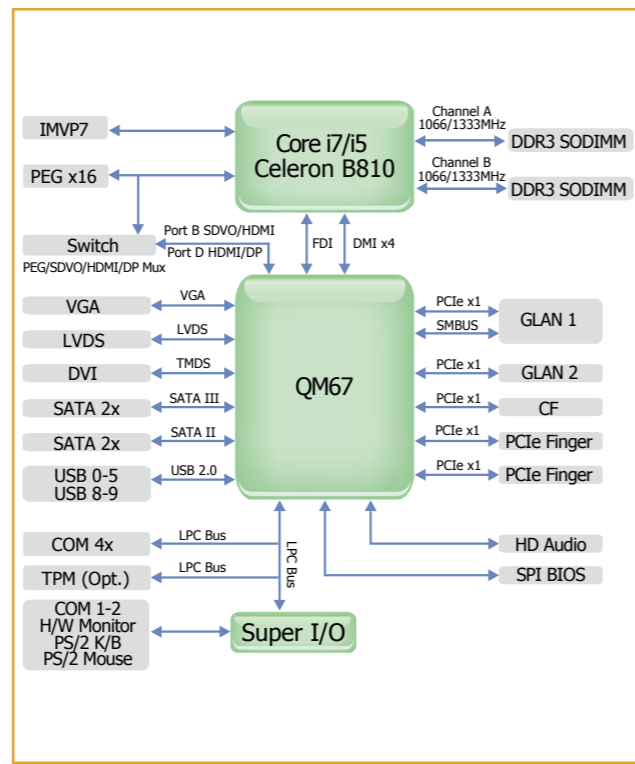 IMVP7
PEG x16
Core i7/i5
Celeron B810
Channel A
1066/1333MHz
DDR3 SODIMM
Channel B
1066/1333MHz
DDR3 SODIMM
Switch
PEG/SDVO/HDMI/DP Mux
Port B SDVO/HDMI
Port D HDMI/DP
FDI
DMI x4
VGA
VGA
LVDS
LVDS
DVI
TMDS
SATA 2x
SATA III
SATA 2x
SATA II
USB 0-5
USB 8-9
USB 2.0
QM67
PCIe x1
SMBUS
GLAN 1
PCIe x1
GLAN 2
PCIe x1
CF
PCIe x1
PCIe Finger
PCIe x1
PCIe Finger
COM 4x
LPC Bus
TPM (Opt.)
LPC Bus
LPC Bus
HD Audio
SPI BIOS
COM 1-2
H/W Monitor
PS/2 K/B
PS/2 Mouse
Super I/O